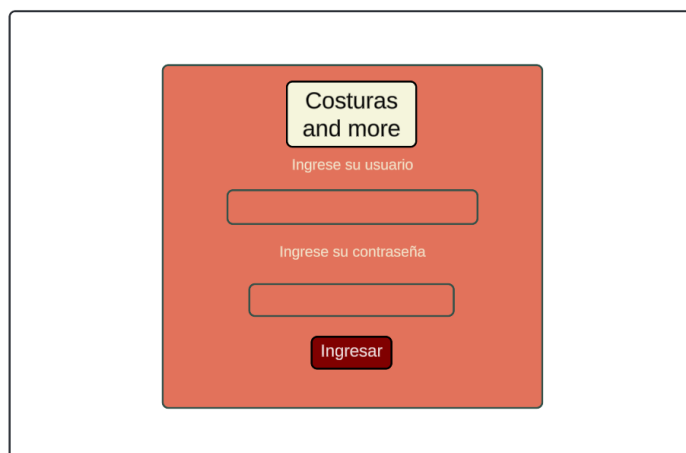 Costuras
and more
Ingrese su usuario
Ingrese su contraseña
Ingresar